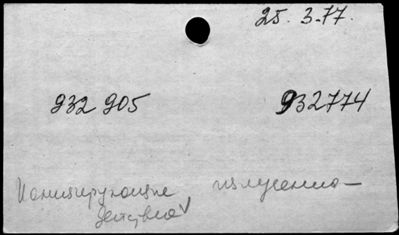 25. 3.77.
932 905 932774
Ионизирующие излучения —
действие